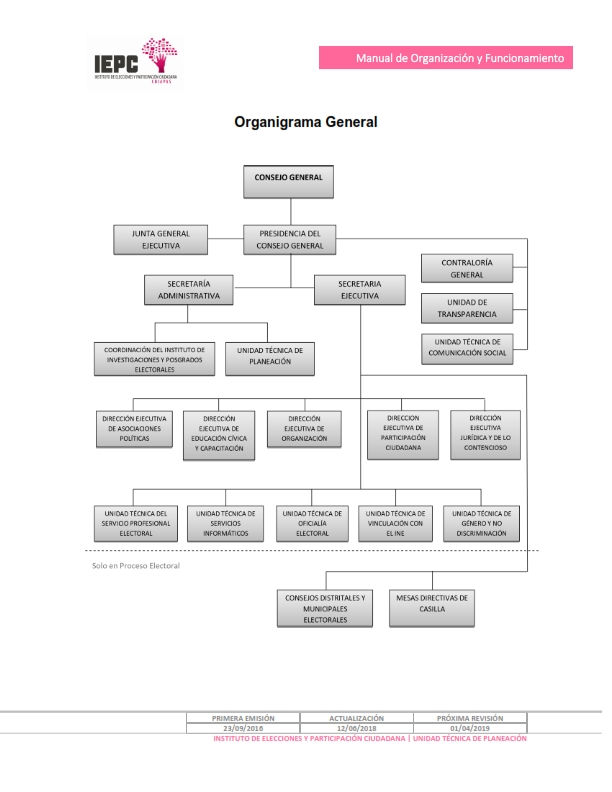 IEPC
INSTITUTO DE ELECCIONES Y PARTICIPACIÓN CIUDADANA
CHIAPAS
Manual de Organización y Funcionamiento
Organigrama General
CONSEJO GENERAL
JUNTA GENERAL
EJECUTIVA
PRESIDENCIA DEL
CONSEJO GENERAL
CONTRALORÍA
GENERAL
SECRETARÍA
ADMINISTRATIVA
SECRETARIA
EJECUTIVA
UNIDAD DE
TRANSPARENCIA
UNIDAD TÉCNICA DE
COMUNICACIÓN SOCIAL
COORDINACIÓN DEL INSTITUTO DE
INVESTIGACIONES Y POSGRADOS
ELECTORALES
UNIDAD TÉCNICA DE
PLANEACIÓN
DIRECCIÓN EJECUTIVA
DE ASOCIACIONES
POLÍTICAS
DIRECCIÓN
EJECUTIVA DE
EDUCACIÓN CÍVICA
Y CAPACITACIÓN
DIRECCIÓN
EJECUTIVA DE
ORGANIZACIÓN
DIRECCION
EJECUTIVA DE
PARTICIPACIÓN
CIUDADANA
DIRECCIÓN
EJECUTIVA
JURÍDICA Y DE LO
CONTENCIOSO
UNIDAD TÉCNICA DEL
SERVICIO PROFESIONAL
ELECTORAL
UNIDAD TÉCNICA DE
SERVICIOS
INFORMÁTICOS
UNIDAD TÉCNICA DE
OFICIALÍA
ELECTORAL
UNIDAD TÉCNICA DE
VINCULACIÓN CON
EL INE
UNIDAD TÉCNICA DE
GÉNERO Y NO
DISCRIMINACIÓN
Solo en Proceso Electoral
CONSEJOS DISTRITALES Y
MUNICIPALES
ELECTORALES
MESAS DIRECTIVAS DE
CASILLA
PRIMERA EMISIÓN ACTUALIZACIÓN PRÓXIMA REVISIÓN
23/09/2016 12/06/2018 01/04/2019
INSTITUTO DE ELECCIONES Y PARTICIPACIÓN CIUDADANA | UNIDAD TÉCNICA DE PLANEACIÓN